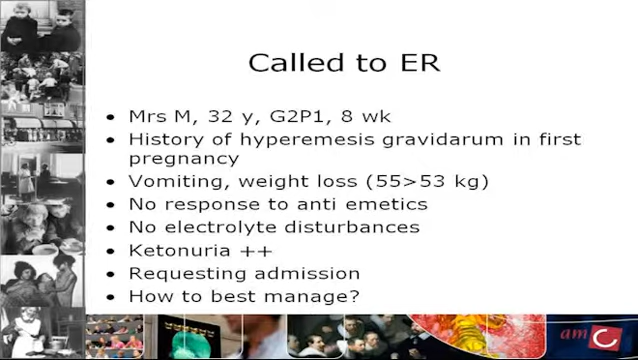 Called to ER
• Mrs M, 32 y, G2P1, 8 wk
• History of hyperemesis gravidarum in first
pregnancy
• Vomiting, weight loss (55>53 kg)
• No response to anti emetics
• No electrolyte disturbances
• Ketonuria ++
• Requesting admission
• How to best manage?
amc